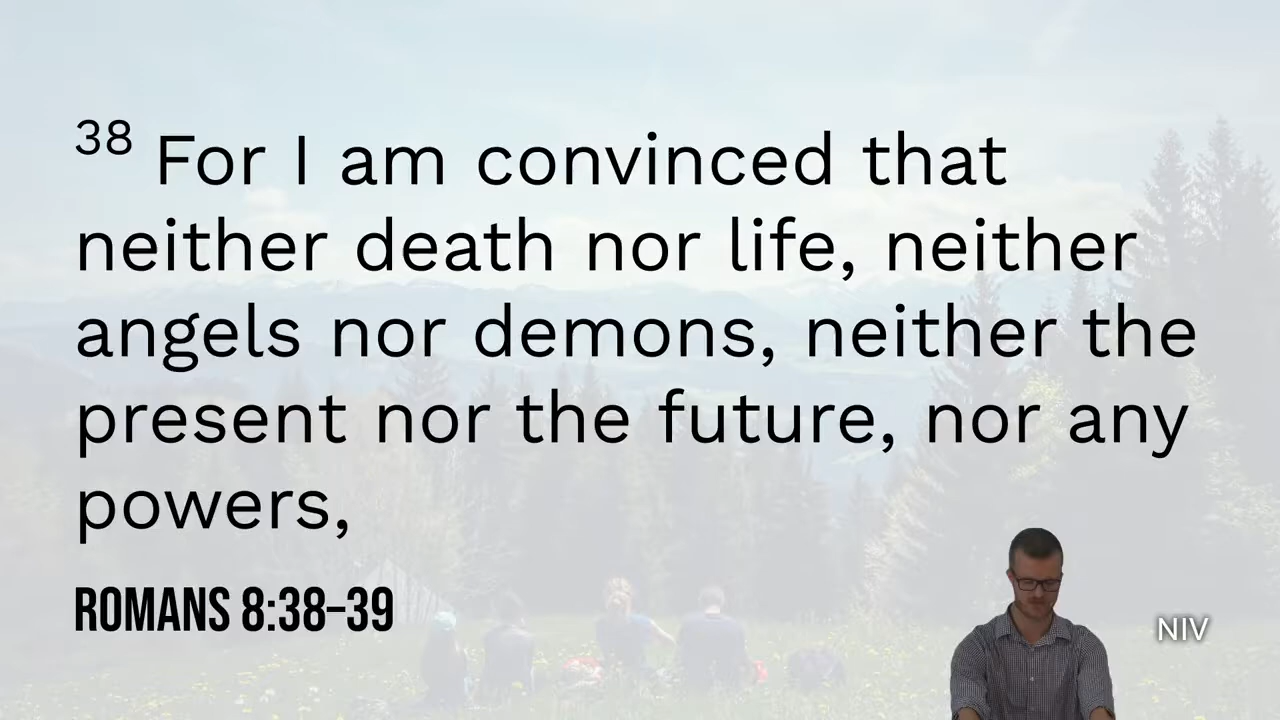 38 For I am convinced that
neither death nor life, neither
angels nor demons, neither the
present nor the future, nor any
powers,
ROMANS 8:38–39
NIV